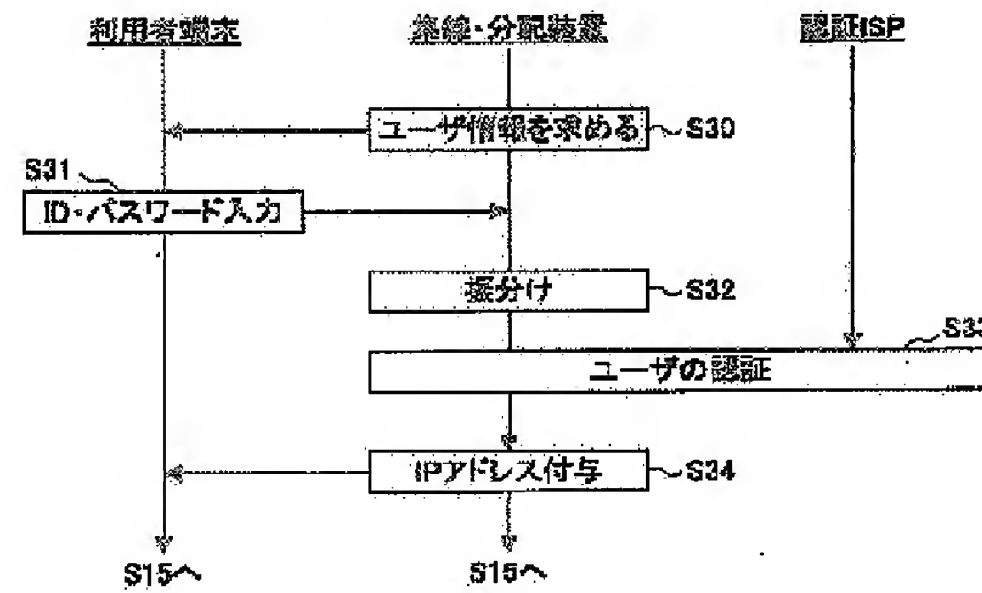 利用者端末
集線・分配装置
認証ISP
ユーザ情報を求める
S30
S31
ID・パスワード入力
振分け
S32
S33
ユーザの認証
IPアドレス付与
S34
S15へ
S15へ